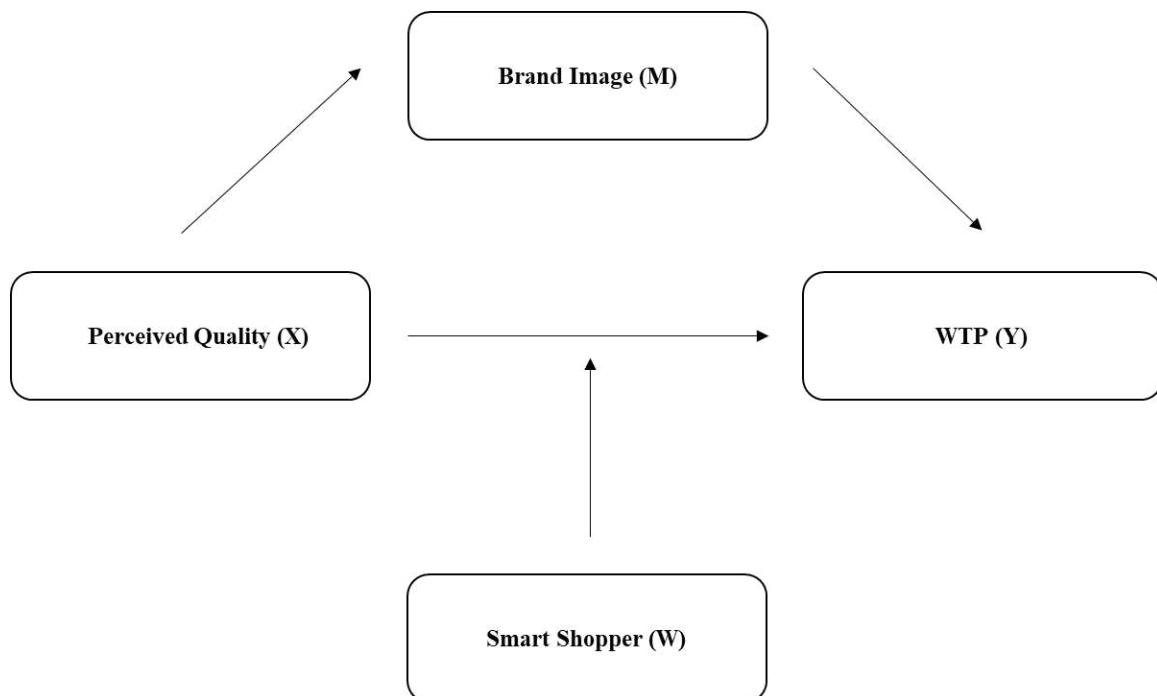 Brand Image (M)
Perceived Quality (X)
WTP (Y)
Smart Shopper (W)